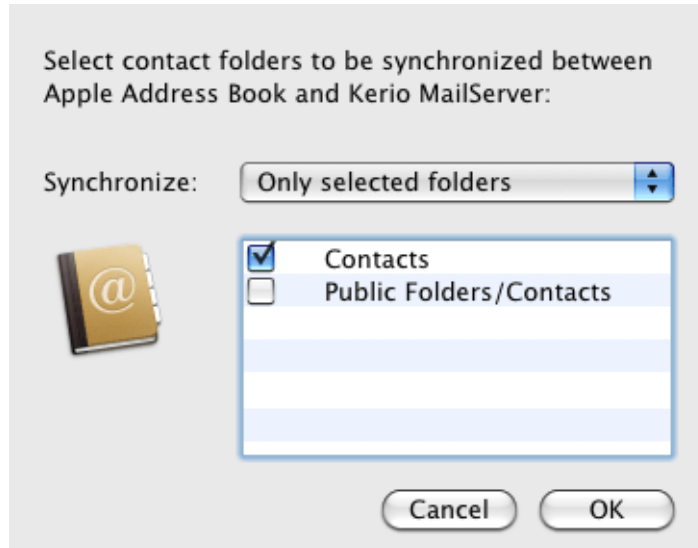 Select contact folders to be synchronized between
Apple Address Book and Kerio MailServer:
Synchronize: Only selected folders
@
Contacts
Public Folders/Contacts
Cancel OK